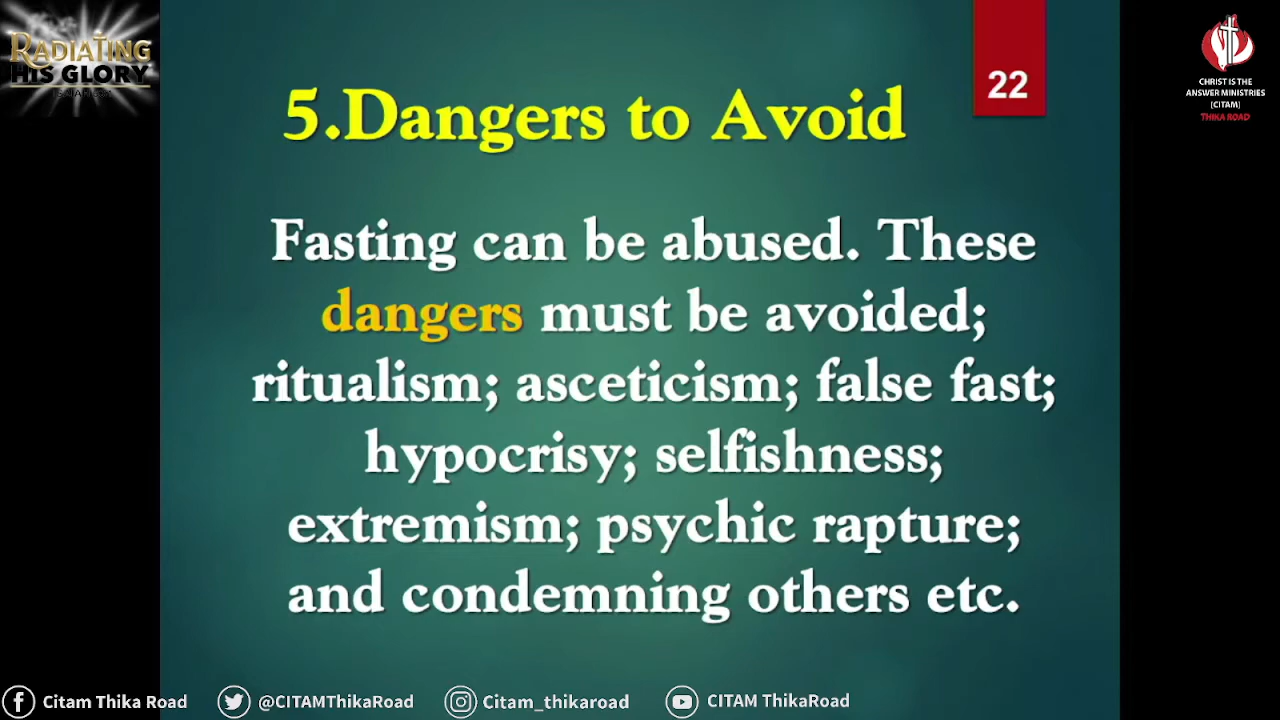 RADIATING
HIS GLORY
22
CHRIST IS THE
ANSWER MINISTRIES
(CITAM)
THIKA ROAD
5.Dangers to Avoid
Fasting can be abused. These
dangers must be avoided;
ritualism; asceticism; false fast;
hypocrisy; selfishness;
extremism; psychic rapture;
and condemning others etc.
Citam Thika Road
@CITAMThikaRoad
Citam_thikaroad
CITAM ThikaRoad